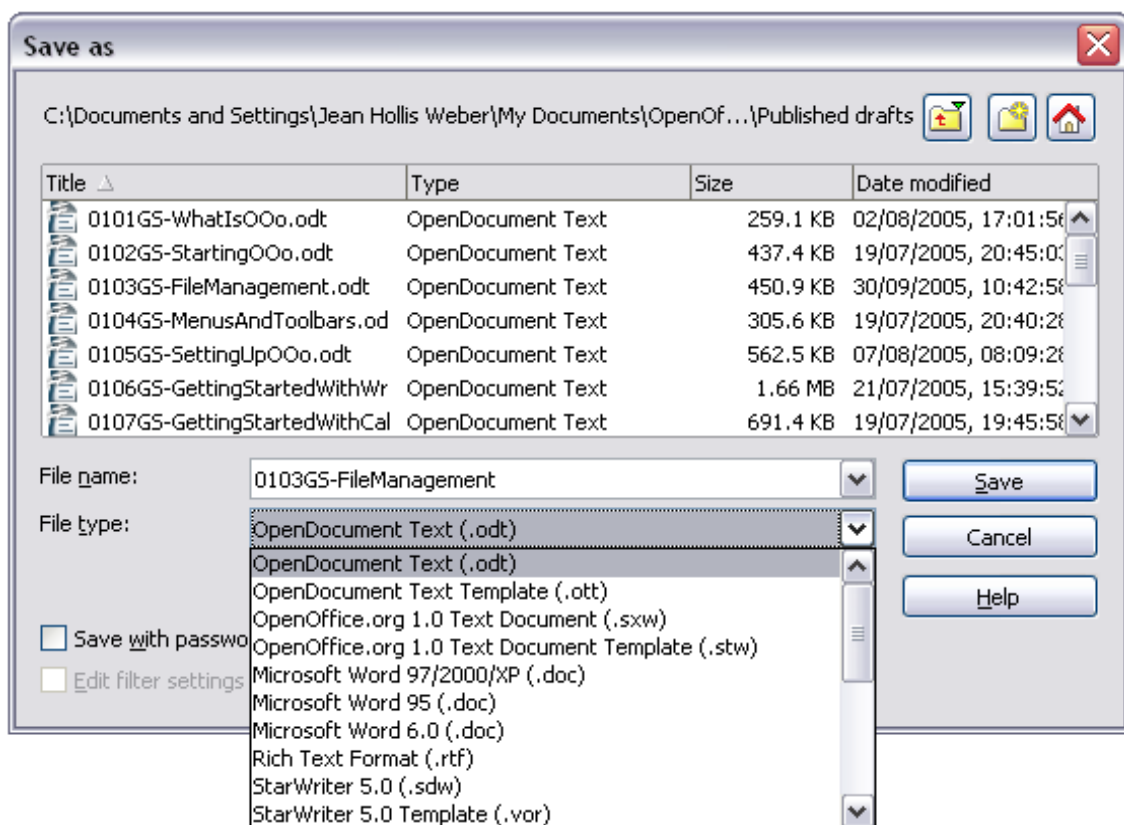 Save as
C:\Documents and Settings\Jean Hollis Weber\My Documents\OpenOf...\Published drafts
Title Type Size Date modified
0101GS-WhatIsOOo.odt OpenDocument Text 259.1 KB 02/08/2005, 17:01:56
0102GS-StartingOOo.odt OpenDocument Text 437.4 KB 19/07/2005, 20:45:03
0103GS-FileManagement.odt OpenDocument Text 450.9 KB 30/09/2005, 10:42:58
0104GS-MenusAndToolbars.od OpenDocument Text 305.6 KB 19/07/2005, 20:40:28
0105GS-SettingUpOOo.odt OpenDocument Text 562.5 KB 07/08/2005, 08:09:28
0106GS-GettingStartedWithWr OpenDocument Text 1.66 MB 21/07/2005, 15:39:52
0107GS-GettingStartedWithCal OpenDocument Text 691.4 KB 19/07/2005, 19:45:58
File name: 0103GS-FileManagement Save
File type: OpenDocument Text (.odt) Cancel
OpenDocument Text (.odt)
OpenDocument Text Template (.ott) Help
OpenOffice.org 1.0 Text Document (.sxw)
Save with passwo OpenOffice.org 1.0 Text Document Template (.stw)
Edit filter settings Microsoft Word 97/2000/XP (.doc)
Microsoft Word 95 (.doc)
Microsoft Word 6.0 (.doc)
Rich Text Format (.rtf)
StarWriter 5.0 (.sdw)
StarWriter 5.0 Template (.vor)